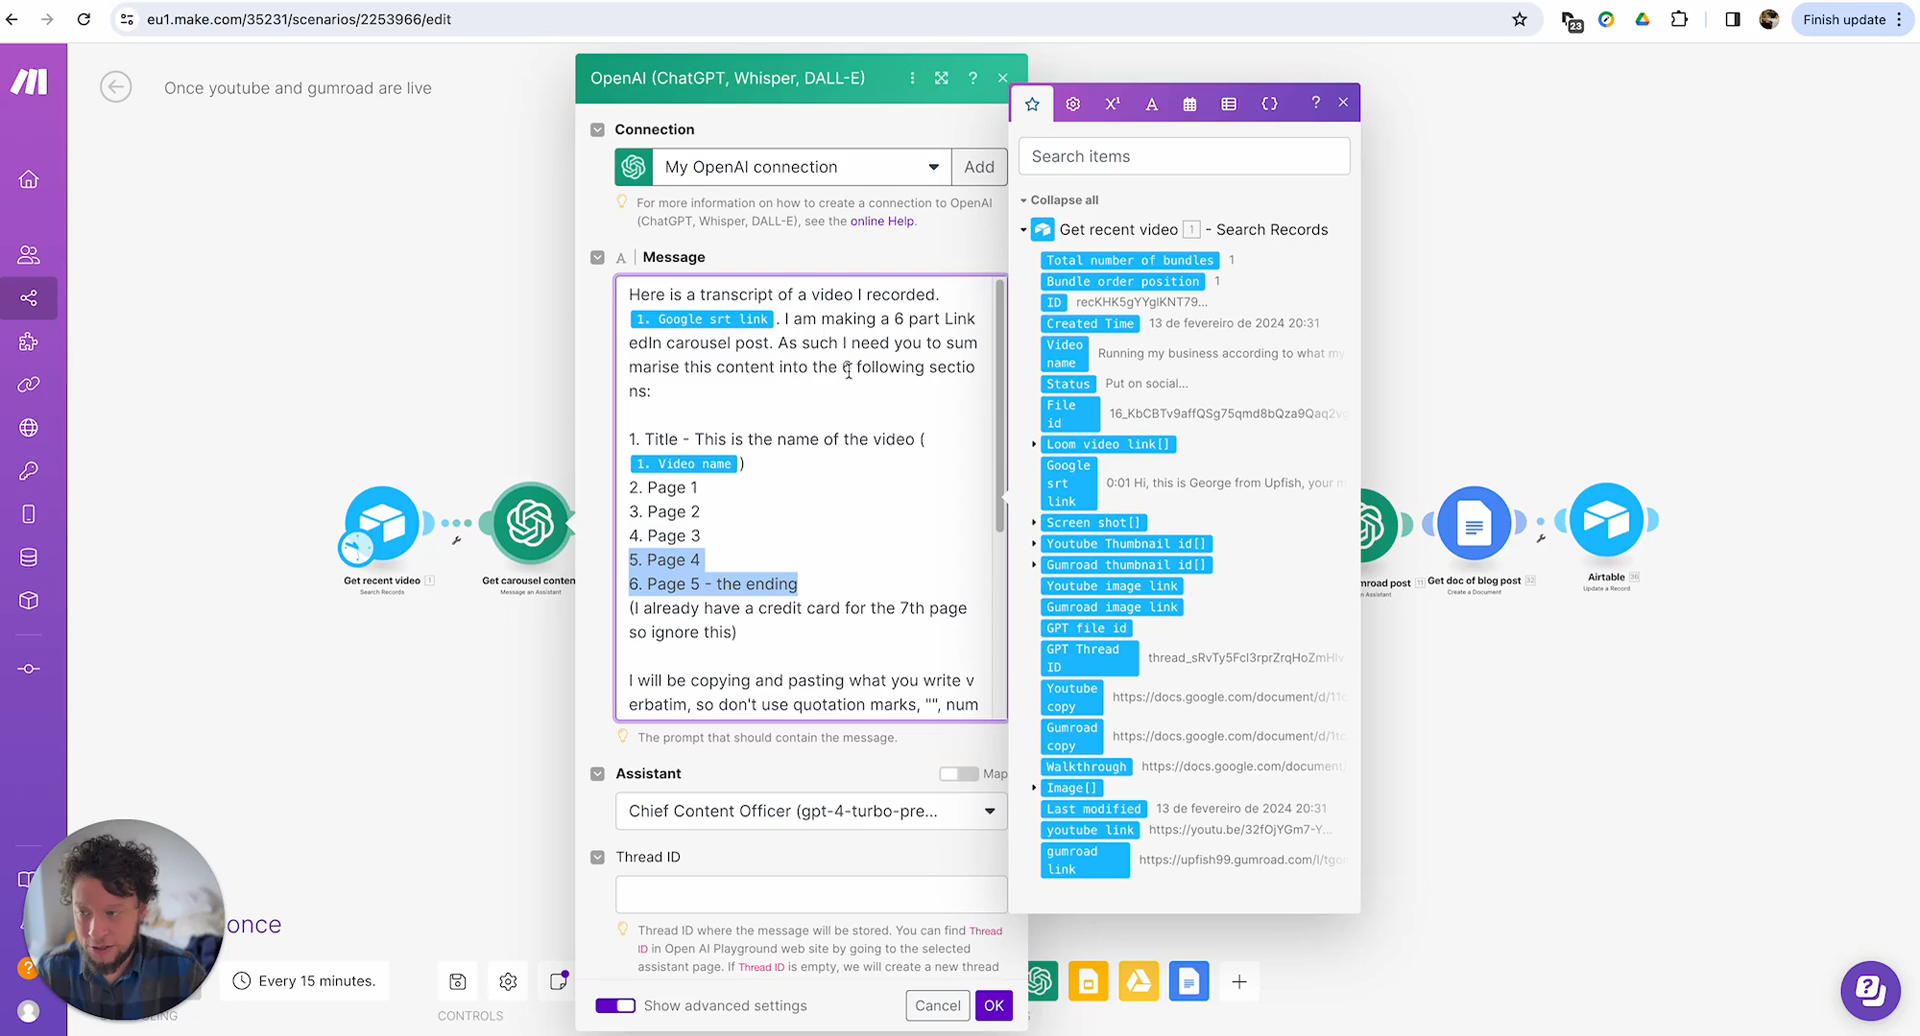 eu1.make.com/35231/scenarios/2253966/edit
23
Finish update
Once youtube and gumroad are live
OpenAI (ChatGPT, Whisper, DALL-E)
?
Connection
My OpenAI connection
Add
For more information on how to create a connection to OpenAI
(ChatGPT, Whisper, DALL-E), see the online Help.
A | Message
Here is a transcript of a video I recorded.
1. Google srt link . I am making a 6 part Link
edIn carousel post. As such I need you to sum
marise this content into the 6 following sectio
ns:
1. Title - This is the name of the video (
1. Video name )
2. Page 1
3. Page 2
4. Page 3
5. Page 4
6. Page 5 - the ending
(I already have a credit card for the 7th page
so ignore this)
I will be copying and pasting what you write v
erbatim, so don't use quotation marks, "", num
The prompt that should contain the message.
Assistant
Map
Chief Content Officer (gpt-4-turbo-pre...
Thread ID
Thread ID where the message will be stored. You can find Thread
ID in Open AI Playground web site by going to the selected
assistant page. If Thread ID is empty, we will create a new thread
Show advanced settings
Cancel
OK
Search items
Collapse all
Get recent video 1 - Search Records
Total number of bundles 1
Bundle order position 1
ID recKHK5gYYglKNT79...
Created Time 13 de fevereiro de 2024 20:31
Video
name
Running my business according to what my
Status Put on social...
File
id
16_KbCBTv9affQSg75qmd8bQza9Qaq2v
Loom video link[]
Google
srt
link
0:01 Hi, this is George from Upfish, your
Screen shot[]
Youtube Thumbnail id[]
Gumroad thumbnail id[]
Youtube image link
Gumroad image link
GPT file id
GPT Thread
ID
thread_sRvTy5Fcl3rprZrqHoZmHlv
Youtube
copy
https://docs.google.com/document/d/11c
Gumroad
copy
https://docs.google.com/document/d/1tc
Walkthrough https://docs.google.com/document/
Image[]
Last modified 13 de fevereiro de 2024 20:31
youtube link https://youtu.be/32fOjYGm7-Y...
gumroad
link
https://upfish99.gumroad.com/l/tgo
Get recent video 1
Search Records
Get carousel conten
Message an Assistant
mroad post 11
Assistant
Get doc of blog post 32
Create a Document
Airtable 36
Update a Record
once
Every 15 minutes.
CONTROLS
?